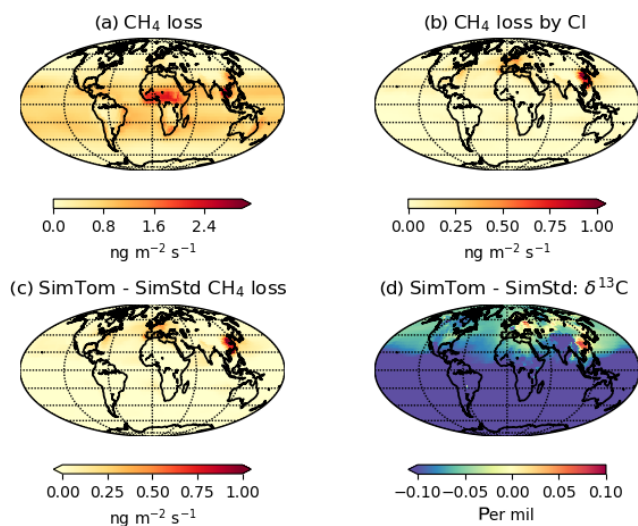 (a) CH₄ loss
(b) CH₄ loss by Cl
0.0 0.8 1.6 2.4
ng m⁻² s⁻¹
0.00 0.25 0.50 0.75 1.00
ng m⁻² s⁻¹
(c) SimTom - SimStd CH₄ loss
(d) SimTom - SimStd: δ¹³C
0.00 0.25 0.50 0.75 1.00
ng m⁻² s⁻¹
−0.10 −0.05 0.00 0.05 0.10
Per mil